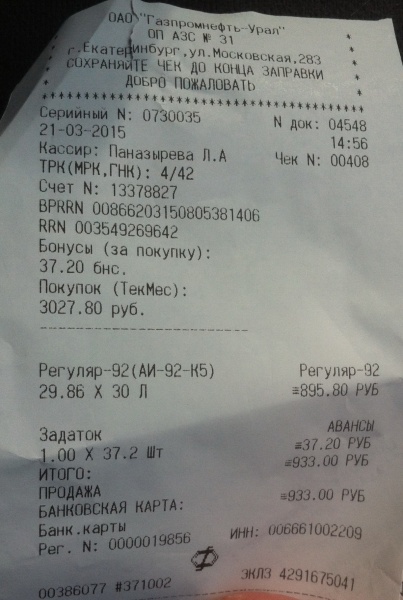 ОАО "Газпромнефть-Урал"
ОП АЗС № 31
г.Екатеринбург,ул.Московская,283
СОХРАНЯЙТЕ ЧЕК ДО КОНЦА ЗАПРАВКИ
ДОБРО ПОЖАЛОВАТЬ
Серийный N: 0730035 N док: 04548
21-03-2015 14:56
Кассир: Паназырева Л.А Чек N: 00408
ТРК(МРК,ГНК): 4/42
Счет N: 13378827
BPRRN 00866203150805381406
RRN 003549269642
Бонусы (за покупку):
37.20 бнс.
Покупок (ТекМес):
3027.80 руб.
Регуляр-92(АИ-92-К5) Регуляр-92
29.86 X 30 Л =895.80 РУБ
Задаток АВАНСЫ
1.00 X 37.2 Шт =37.20 РУБ
ИТОГО: =933.00 РУБ
ПРОДАЖА
БАНКОВСКАЯ КАРТА: =933.00 РУБ
Банк.карты
Рег. N: 0000019856 ИНН: 006661002209
00386077 #371002 ЭКЛЗ 4291675041